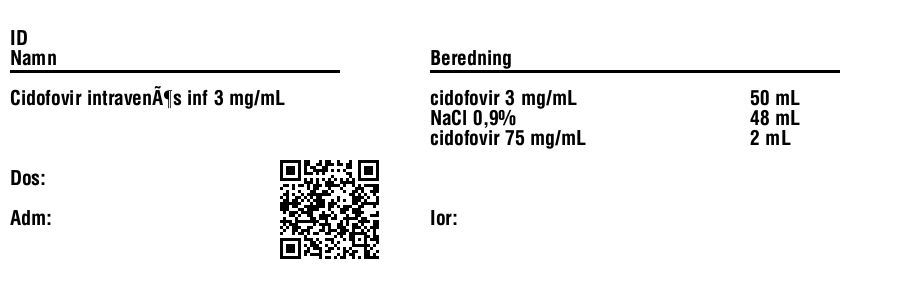 ID
Namn
Beredning
Cidofovir intravenÃ¶s inf 3 mg/mL
cidofovir 3 mg/mL 50 mL
NaCl 0,9% 48 mL
cidofovir 75 mg/mL 2 mL
Dos:
Adm:
Ior: